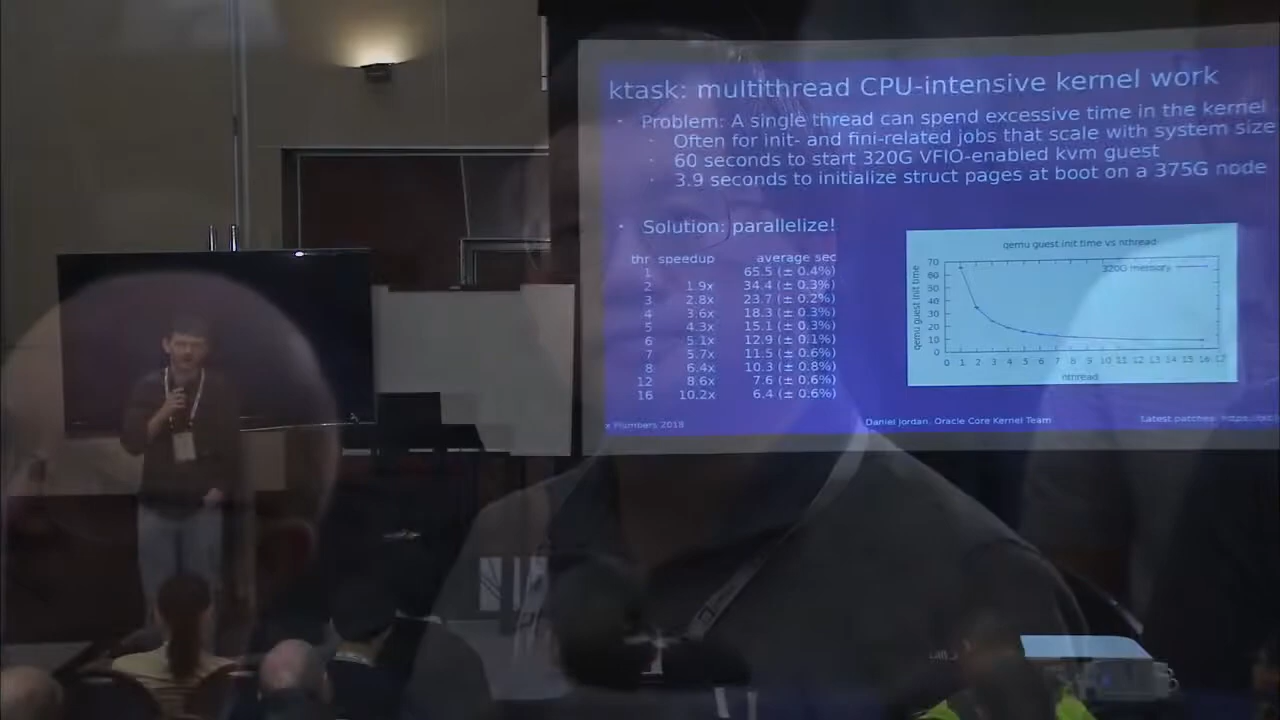 ktask: multithread CPU-intensive kernel work
Problem: A single thread can spend excessive time in the kernel
Often for init- and fini-related jobs that scale with system size
60 seconds to start 320G VFIO-enabled kvm guest
3.9 seconds to initialize struct pages at boot on a 375G node
Solution: parallelize!
thr speedup average sec
1 65.5 (± 0.4%)
2 1.9x 34.4 (± 0.3%)
3 2.8x 23.7 (± 0.2%)
4 3.6x 18.3 (± 0.3%)
5 4.3x 15.1 (± 0.3%)
6 5.1x 12.9 (± 0.1%)
7 5.7x 11.5 (± 0.6%)
8 6.4x 10.3 (± 0.8%)
12 8.6x 7.6 (± 0.6%)
16 10.2x 6.4 (± 0.6%)
qemu guest init time vs nthread
320G memory
qemu guest init time
70
60
50
40
30
20
10
0
0 1 2 3 4 5 6 7 8 9 10 11 12 13 14 15 16 17
nthread
x Plumbers 2018
Daniel Jordan, Oracle Core Kernel Team
Latest patches: